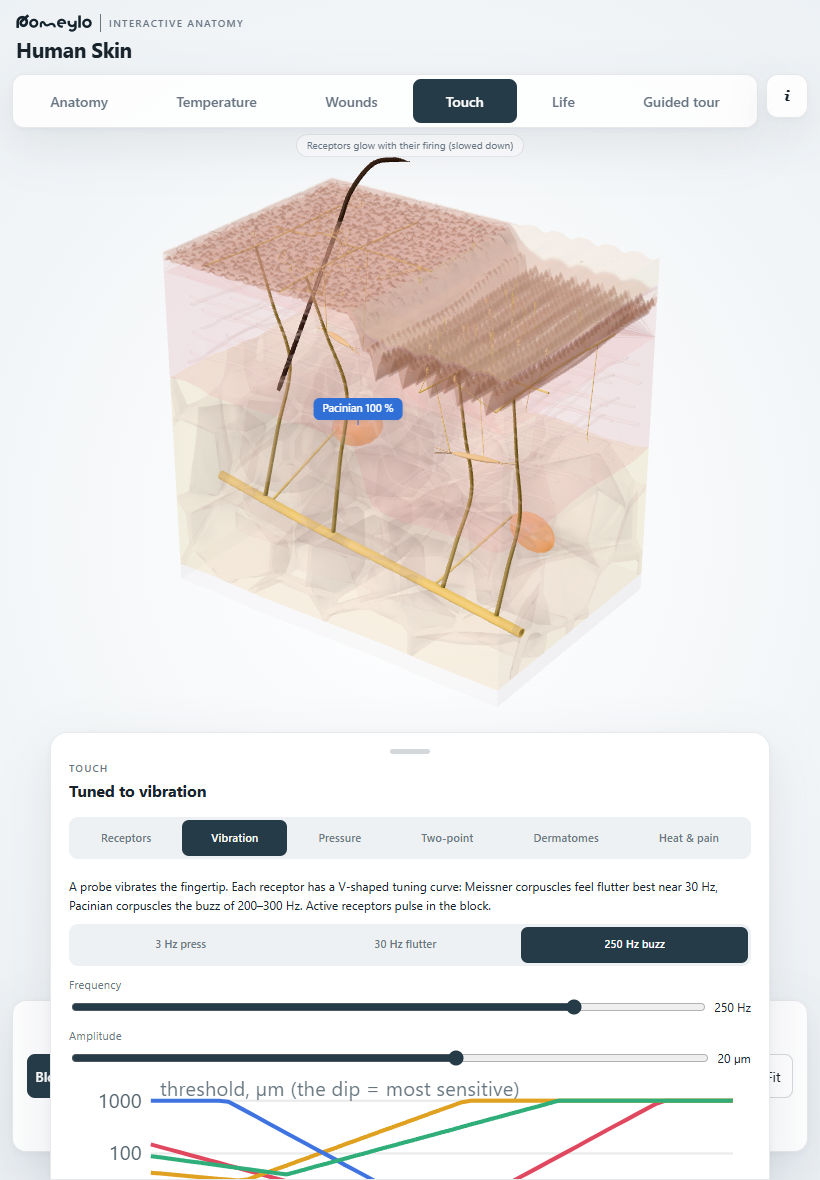 Domeylo
INTERACTIVE ANATOMY
Human Skin
Anatomy
Temperature
Wounds
Touch
Life
Guided tour
i
Receptors glow with their firing (slowed down)
Pacinian 100 %
TOUCH
Tuned to vibration
Receptors
Vibration
Pressure
Two-point
Dermatomes
Heat & pain
A probe vibrates the fingertip. Each receptor has a V-shaped tuning curve: Meissner corpuscles feel flutter best near 30 Hz,
Pacinian corpuscles the buzz of 200–300 Hz. Active receptors pulse in the block.
3 Hz press
30 Hz flutter
250 Hz buzz
Frequency
250 Hz
Amplitude
20 µm
threshold, µm (the dip = most sensitive)
1000
100